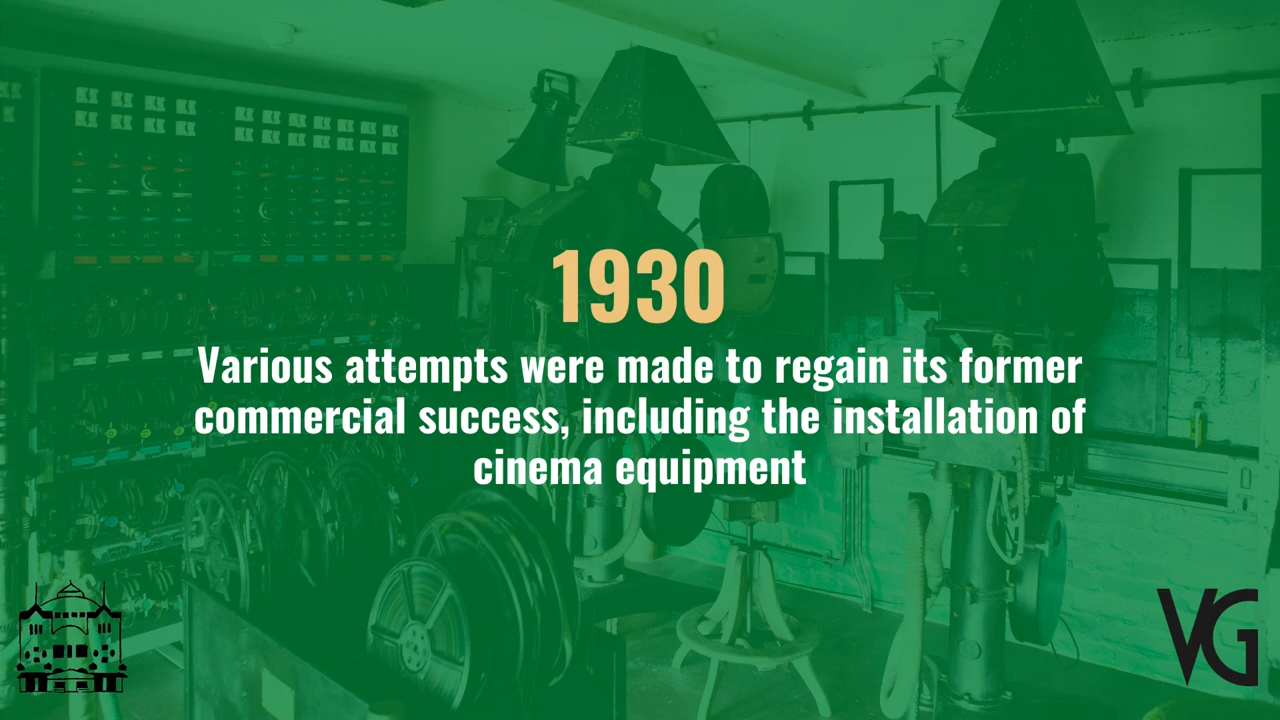 1930
Various attempts were made to regain its former
commercial success, including the installation of
cinema equipment
VG